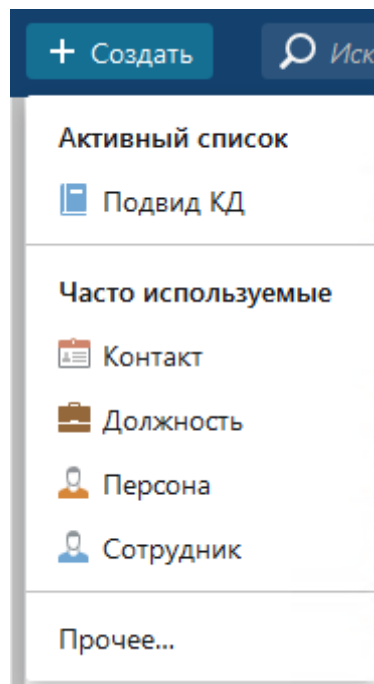 Создать
Активный список
Подвид КД
Часто используемые
Контакт
Должность
Персона
Сотрудник
Прочее...